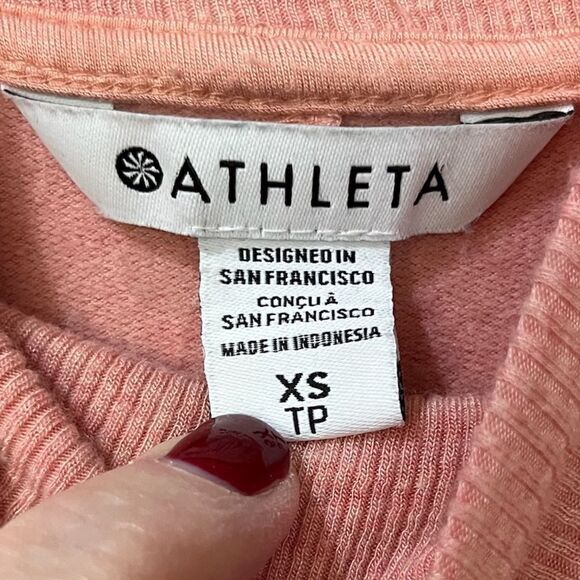 ATHLETA
DESIGNED IN
SAN FRANCISCO
CONÇU À
SAN FRANCISCO
MADE IN INDONESIA
XS
TP